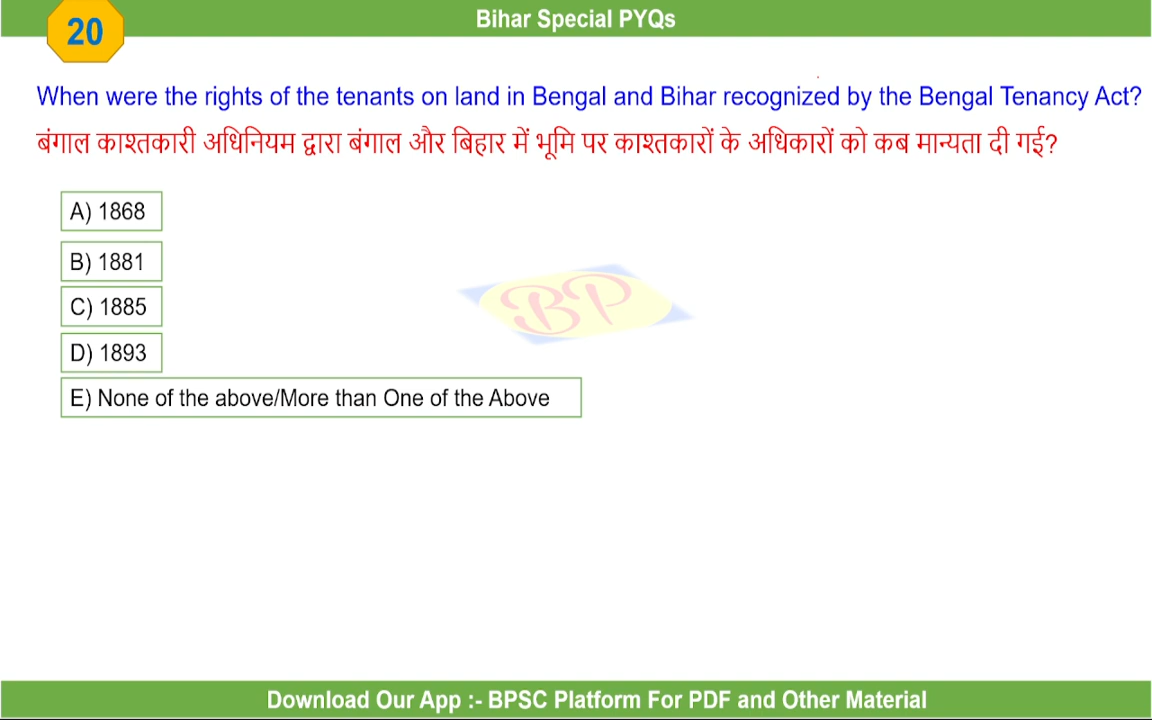 Bihar Special PYQs
20
When were the rights of the tenants on land in Bengal and Bihar recognized by the Bengal Tenancy Act?
बंगाल काश्तकारी अधिनियम द्वारा बंगाल और बिहार में भूमि पर काश्तकारों के अधिकारों को कब मान्यता दी गई?
A) 1868
B) 1881
C) 1885
D) 1893
E) None of the above/More than One of the Above
BP
Download Our App :- BPSC Platform For PDF and Other Material